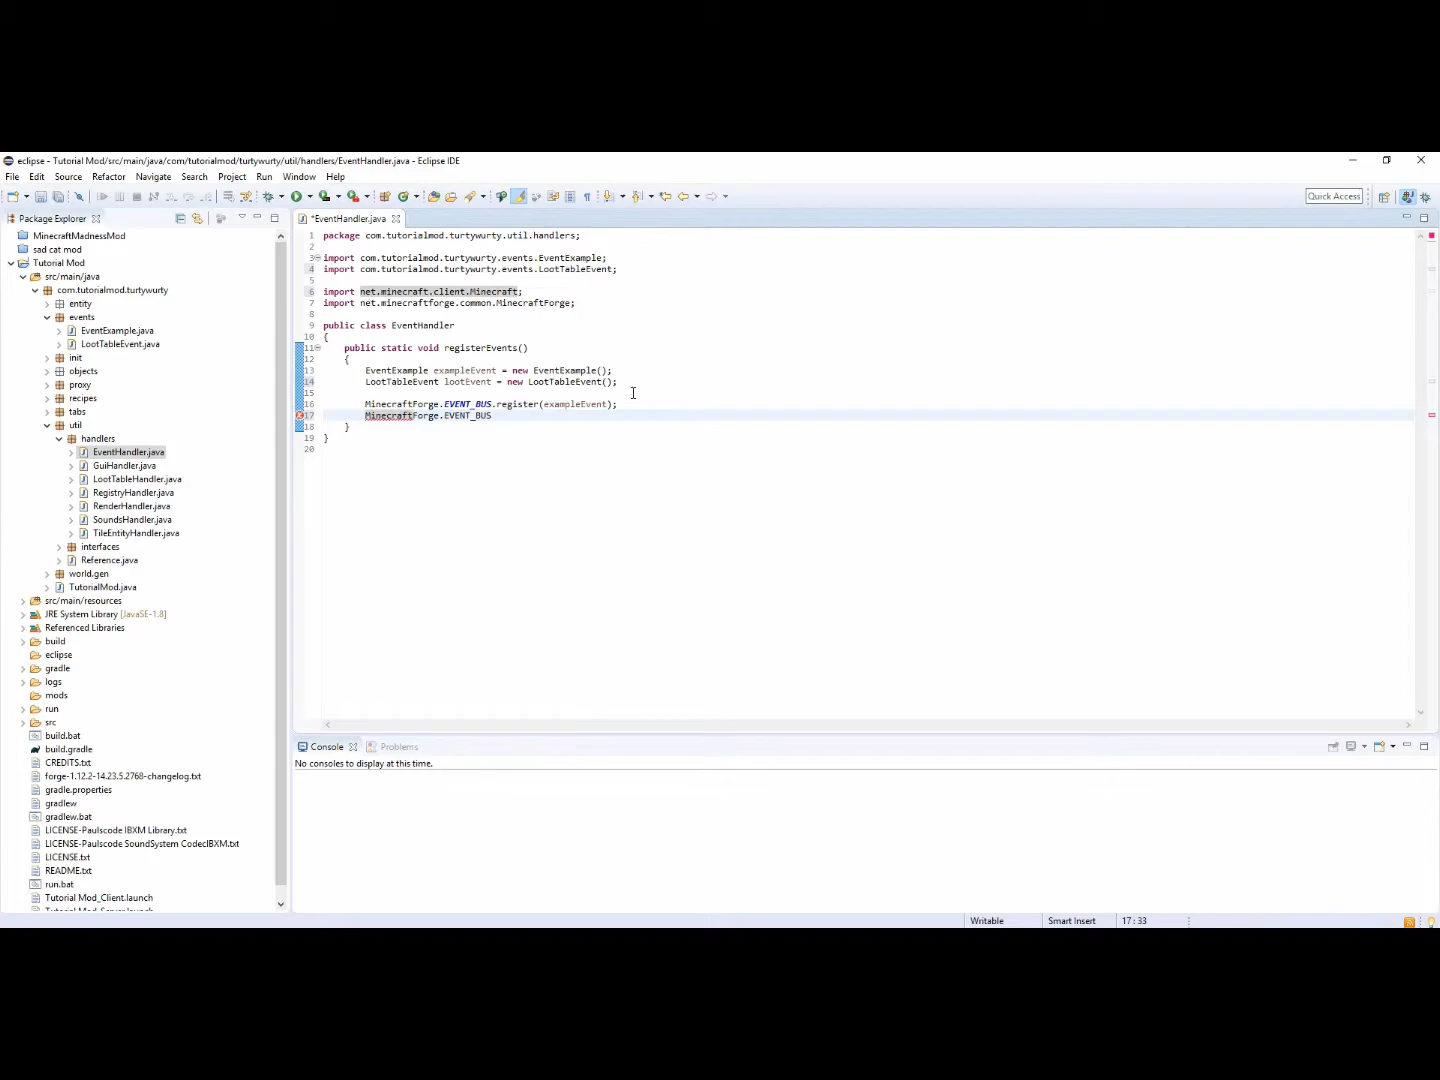 eclipse - Tutorial Mod/src/main/java/com/tutorialmod/turtywurty/util/handlers/EventHandler.java - Eclipse IDE
File Edit Source Refactor Navigate Search Project Run Window Help
Quick Access
Package Explorer
MinecraftMadnessMod
sad cat mod
Tutorial Mod
src/main/java
com.tutorialmod.turtywurty
entity
events
EventExample.java
LootTableEvent.java
init
objects
proxy
recipes
tabs
util
handlers
EventHandler.java
GuiHandler.java
LootTableHandler.java
RegistryHandler.java
RenderHandler.java
SoundsHandler.java
TileEntityHandler.java
interfaces
Reference.java
world.gen
TutorialMod.java
src/main/resources
JRE System Library [JavaSE-1.8]
Referenced Libraries
build
eclipse
gradle
logs
mods
run
src
build.bat
build.gradle
CREDITS.txt
forge-1.12.2-14.23.5.2768-changelog.txt
gradle.properties
gradlew
gradlew.bat
LICENSE-Paulscode IBXM Library.txt
LICENSE-Paulscode SoundSystem CodecIBXM.txt
LICENSE.txt
README.txt
run.bat
Tutorial Mod_Client.launch
Tutorial Mod_Server.launch
*EventHandler.java
1 package com.tutorialmod.turtywurty.util.handlers;
2
3 import com.tutorialmod.turtywurty.events.EventExample;
4 import com.tutorialmod.turtywurty.events.LootTableEvent;
5
6 import net.minecraft.client.Minecraft;
7 import net.minecraftforge.common.MinecraftForge;
8
9 public class EventHandler
10 {
11 public static void registerEvents()
12 {
13 EventExample exampleEvent = new EventExample();
14 LootTableEvent lootEvent = new LootTableEvent();
15
16 MinecraftForge.EVENT_BUS.register(exampleEvent);
17 MinecraftForge.EVENT_BUS
18 }
19 }
20
Console Problems
No consoles to display at this time.
Writable Smart Insert 17 : 33